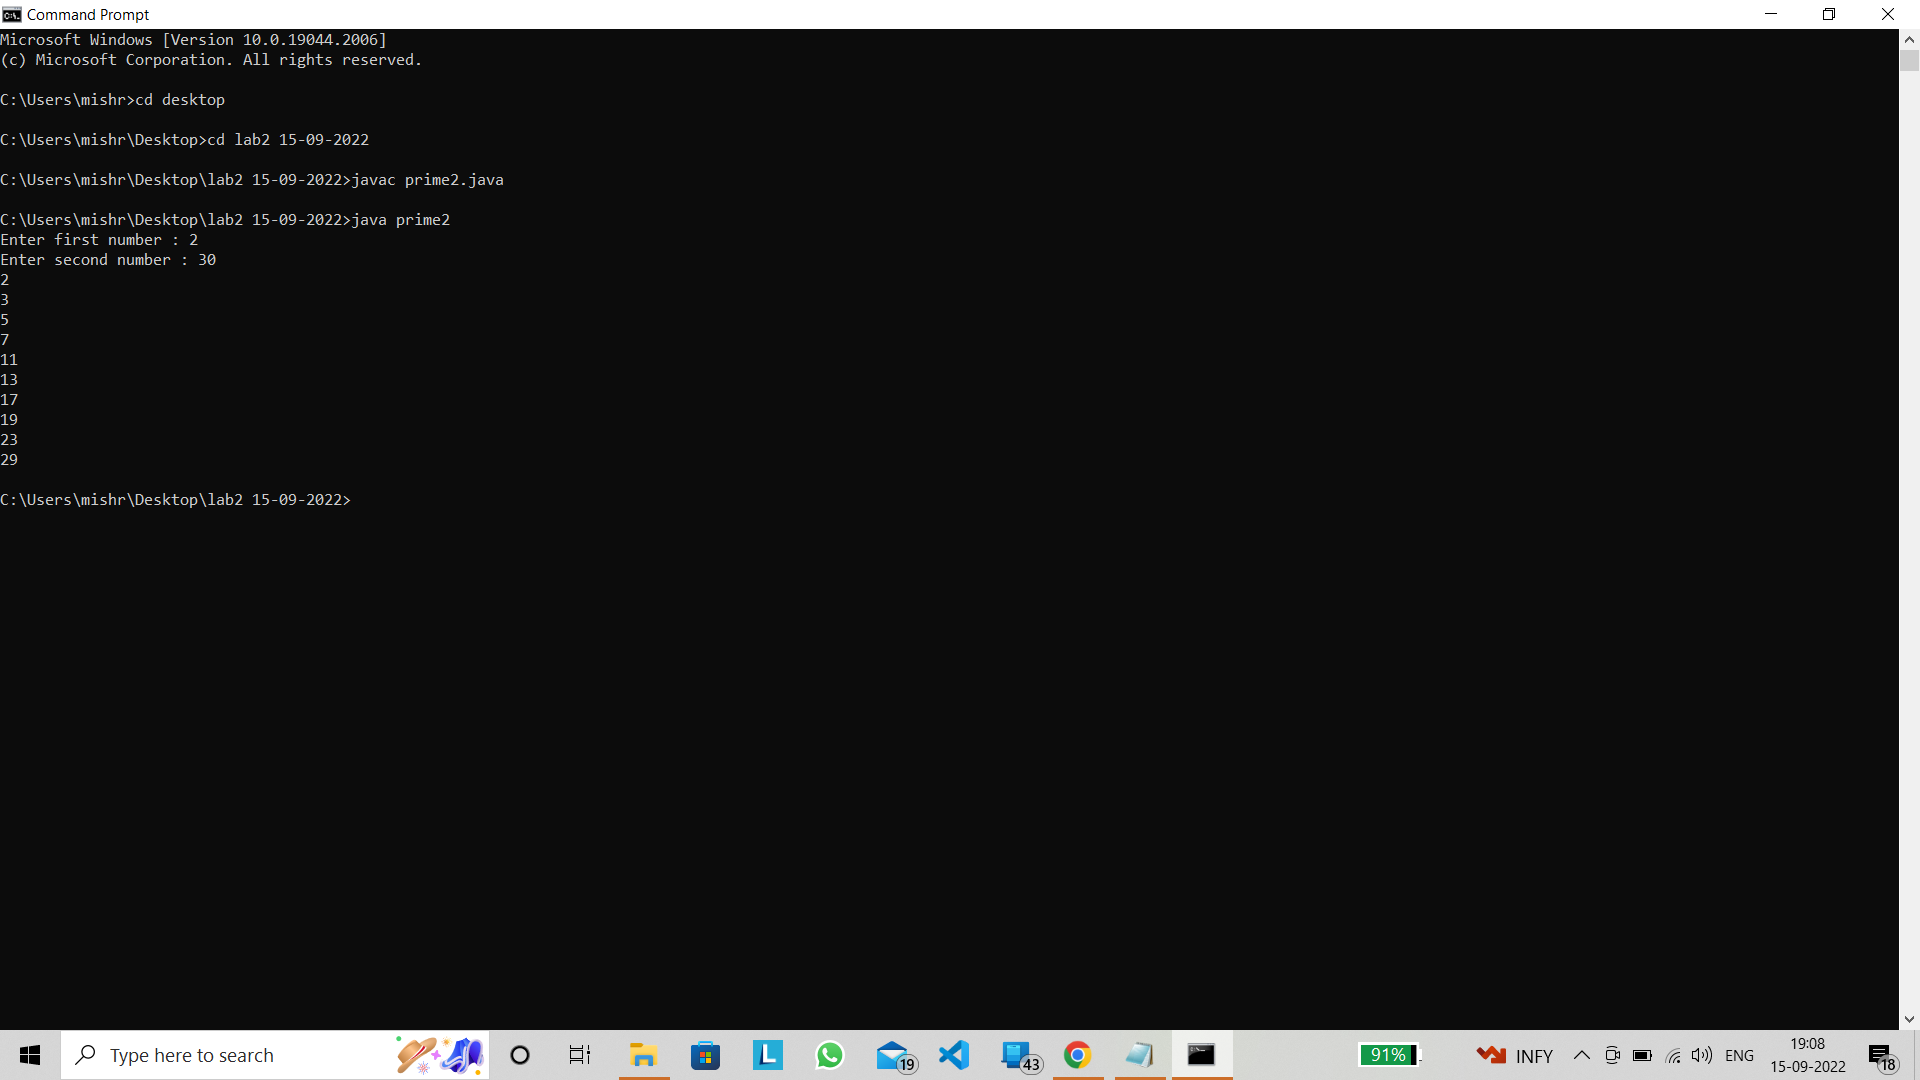 Command Prompt
Microsoft Windows [Version 10.0.19044.2006]
(c) Microsoft Corporation. All rights reserved.
C:\Users\mishr>cd desktop
C:\Users\mishr\Desktop>cd lab2 15-09-2022
C:\Users\mishr\Desktop\lab2 15-09-2022>javac prime2.java
C:\Users\mishr\Desktop\lab2 15-09-2022>java prime2
Enter first number : 2
Enter second number : 30
2
3
5
7
11
13
17
19
23
29
C:\Users\mishr\Desktop\lab2 15-09-2022>
Type here to search
L
19
43
91%
INFY
ENG
19:08
15-09-2022
18